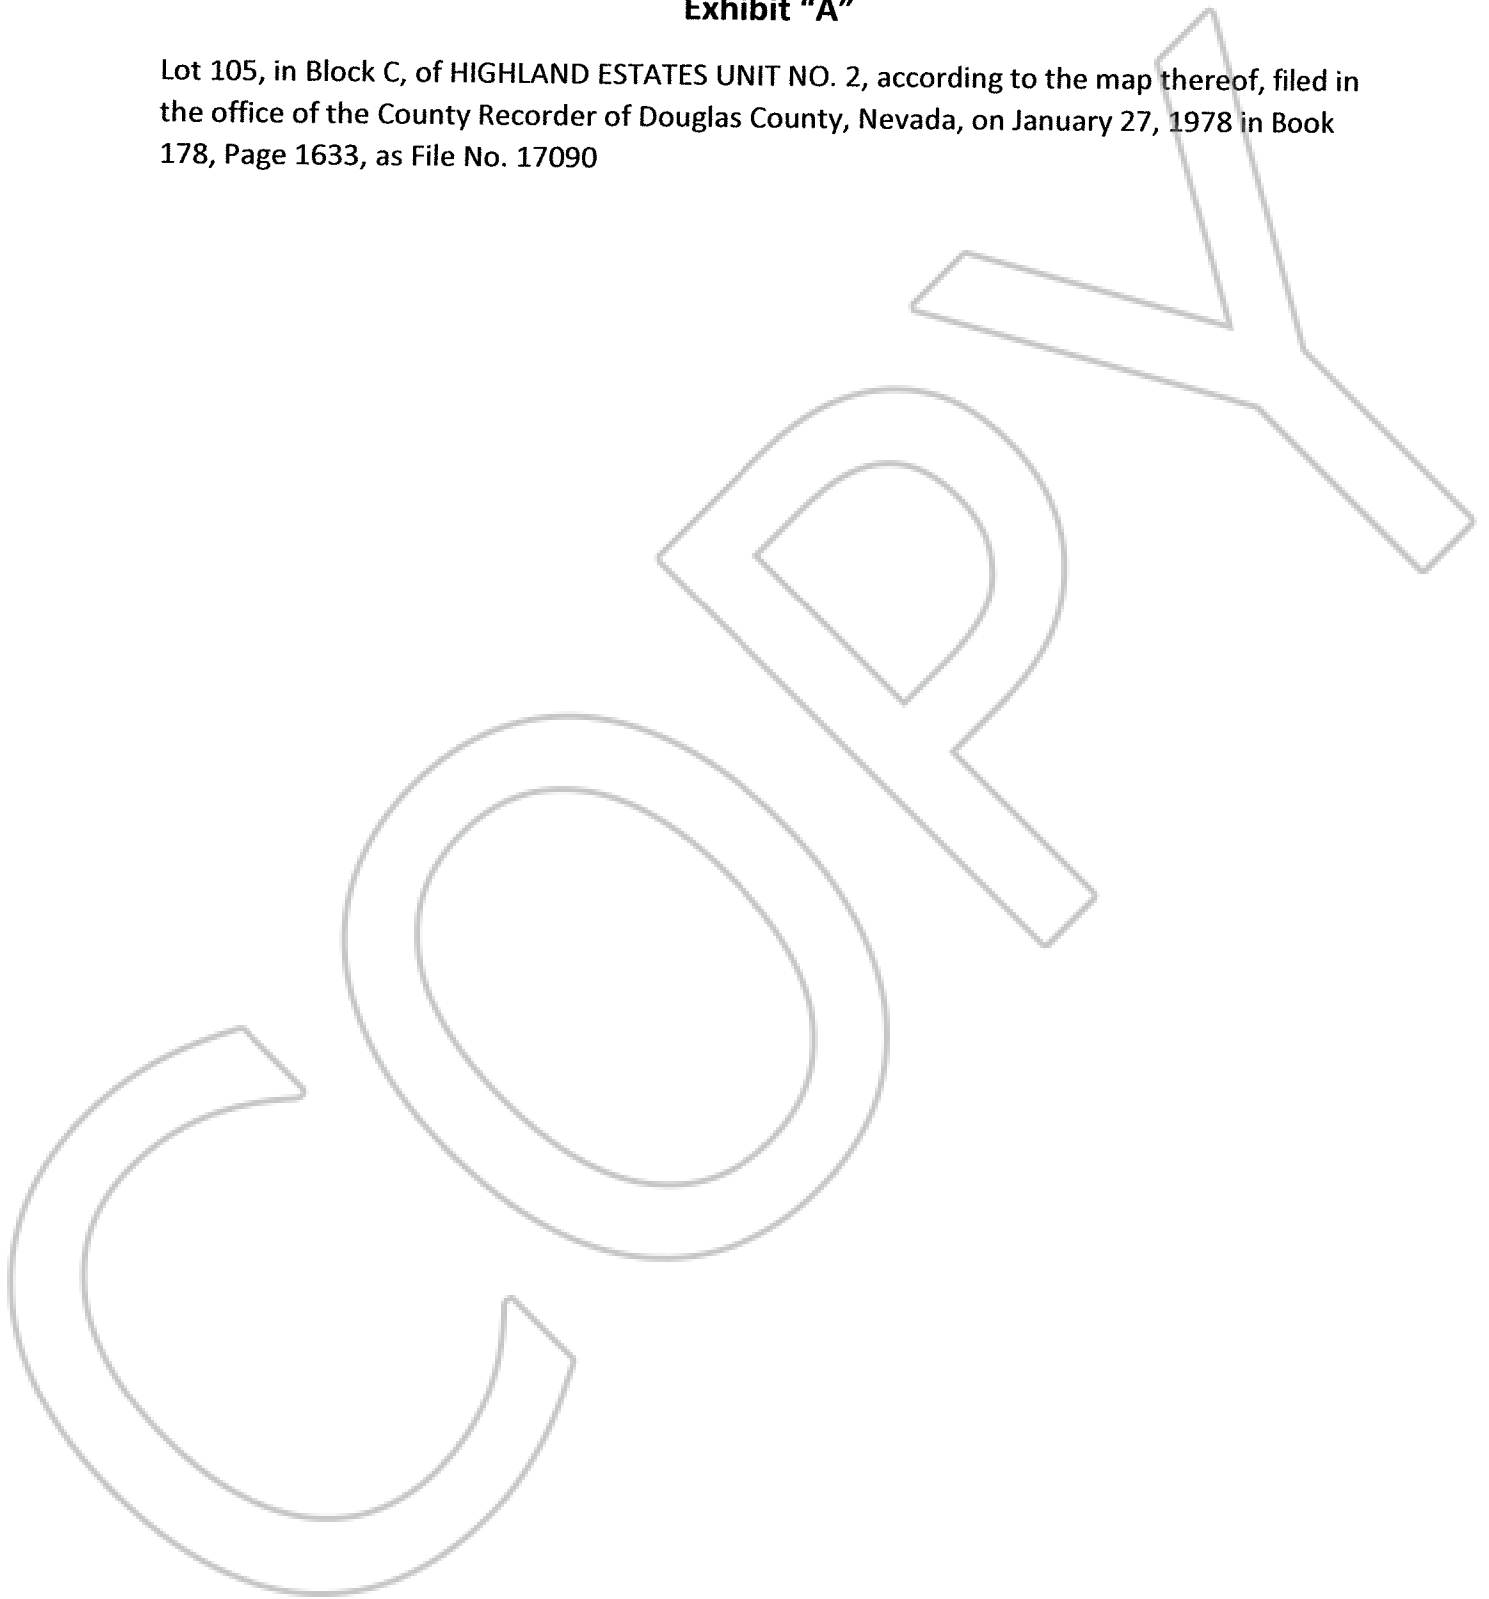 Exhibit “A”
Lot 105, in Block C, of HIGHLAND ESTATES UNIT NO. 2, according to the map thereof, filed in
the office of the County Recorder of Douglas County, Nevada, on January 27, 1978 in Book
178, Page 1633, as File No. 17090
COPY